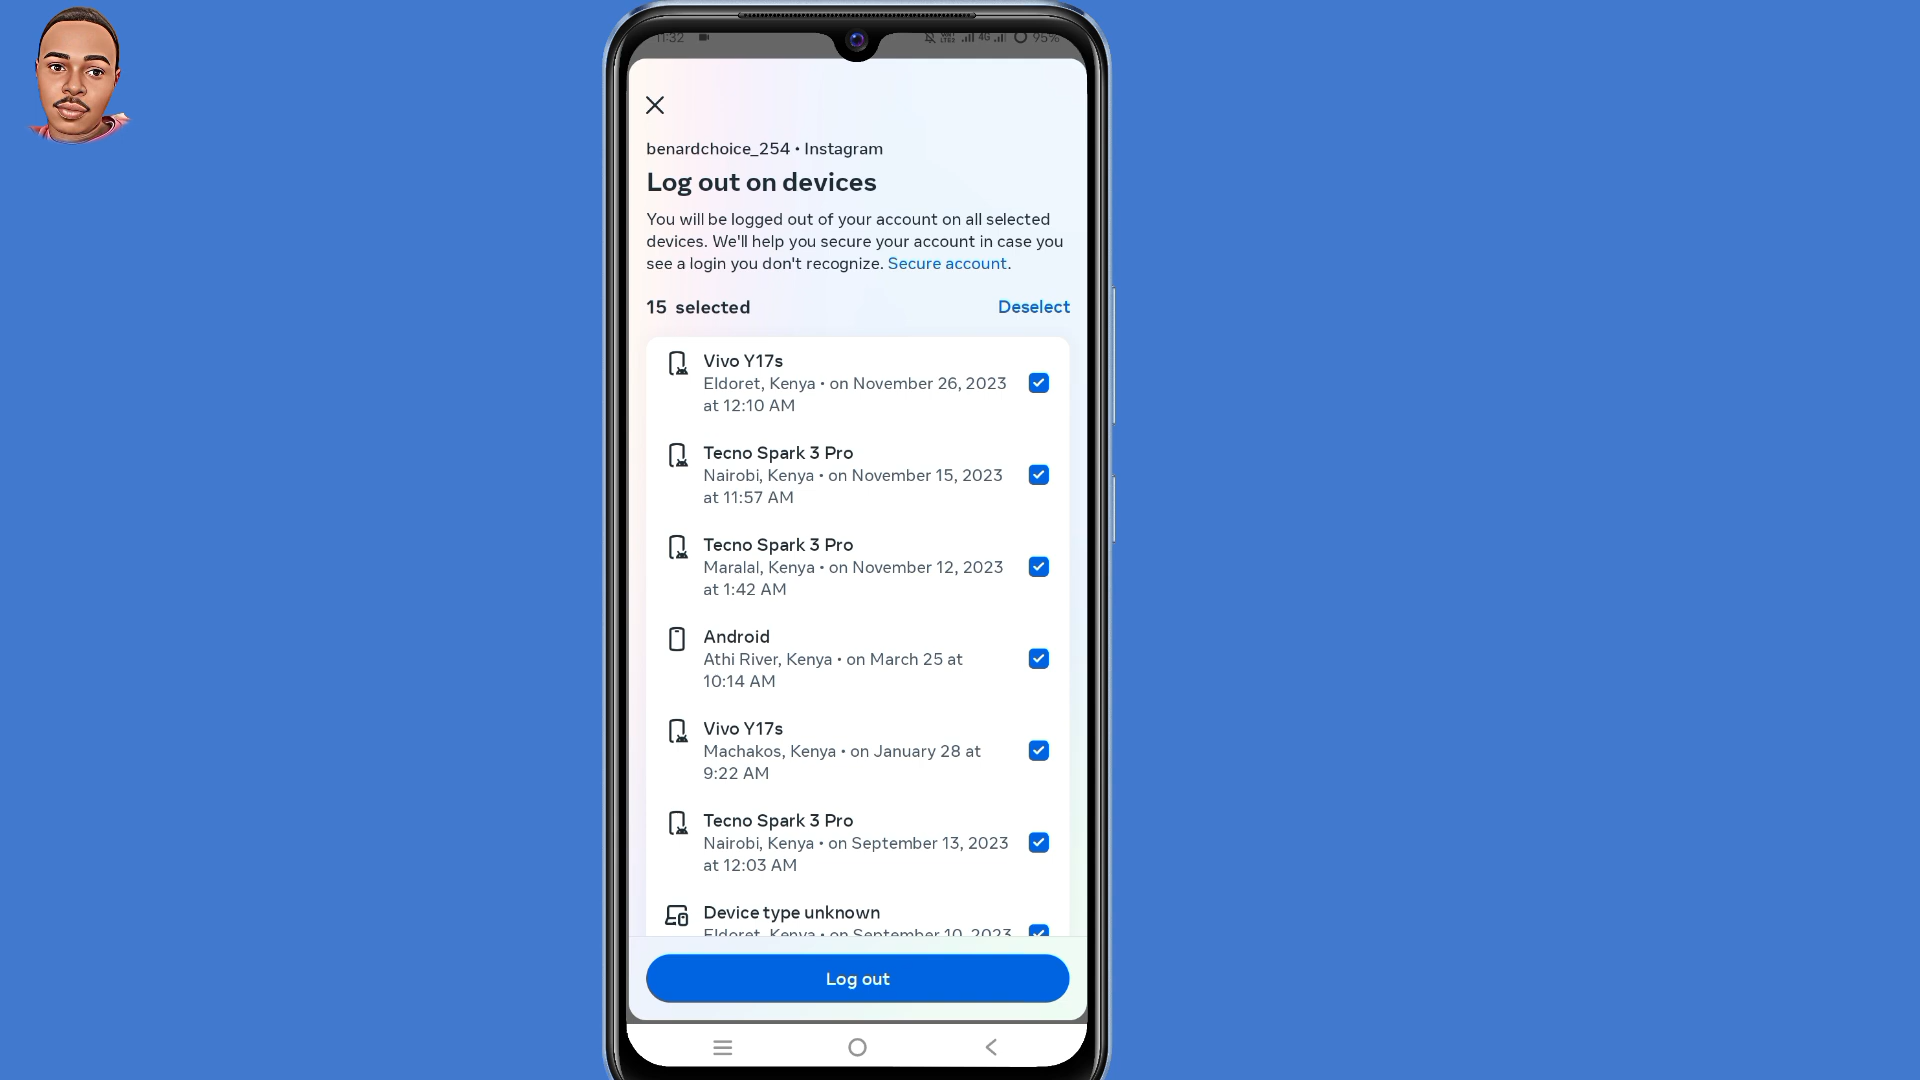 11:32 4G 95%
benardchoice_254 • Instagram
Log out on devices
You will be logged out of your account on all selected
devices. We'll help you secure your account in case you
see a login you don't recognize. Secure account.
15 selected Deselect
Vivo Y17s
Eldoret, Kenya • on November 26, 2023
at 12:10 AM
Tecno Spark 3 Pro
Nairobi, Kenya • on November 15, 2023
at 11:57 AM
Tecno Spark 3 Pro
Maralal, Kenya • on November 12, 2023
at 1:42 AM
Android
Athi River, Kenya • on March 25 at
10:14 AM
Vivo Y17s
Machakos, Kenya • on January 28 at
9:22 AM
Tecno Spark 3 Pro
Nairobi, Kenya • on September 13, 2023
at 12:03 AM
Device type unknown
Eldoret, Kenya • on September 10, 2023
Log out